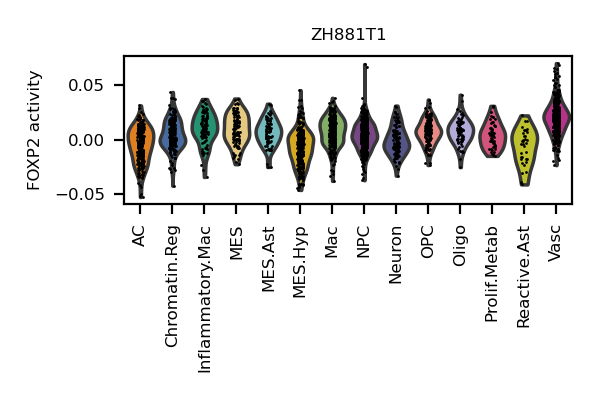 ZH881T1
FOXP2 activity
0.05
0.00
−0.05
AC
Chromatin.Reg
Inflammatory.Mac
MES
MES.Ast
MES.Hyp
Mac
NPC
Neuron
OPC
Oligo
Prolif.Metab
Reactive.Ast
Vasc